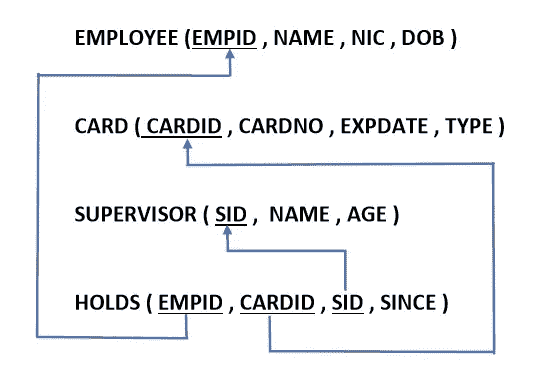 EMPLOYEE (EMPID , NAME , NIC , DOB )
CARD ( CARDID , CARDNO , EXPDATE , TYPE )
SUPERVISOR ( SID , NAME , AGE )
HOLDS ( EMPID , CARDID , SID , SINCE )